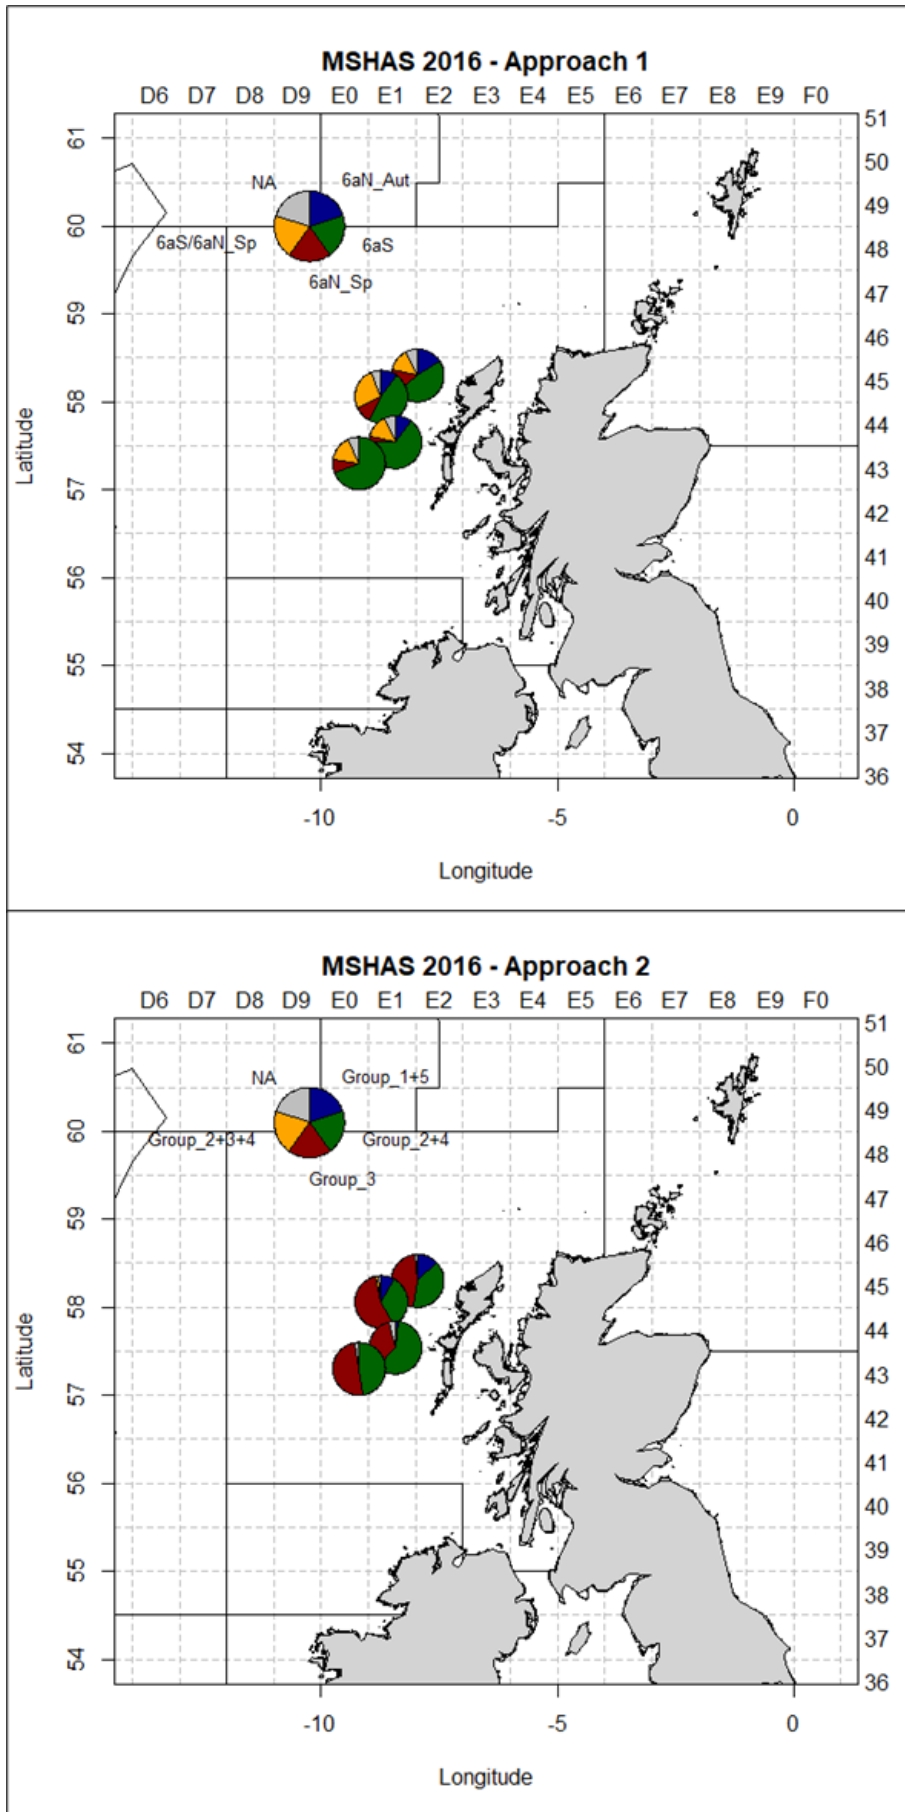 MSHAS 2016 - Approach 1
D6 D7 D8 D9 E0 E1 E2 E3 E4 E5 E6 E7 E8 E9 F0
61
60
59
58
57
56
55
54
Latitude
51
50
49
48
47
46
45
44
43
42
41
40
39
38
37
36
NA
6aN_Aut
6aS/6aN_Sp
6aS
6aN_Sp
-10 -5 0
Longitude
MSHAS 2016 - Approach 2
D6 D7 D8 D9 E0 E1 E2 E3 E4 E5 E6 E7 E8 E9 F0
61
60
59
58
57
56
55
54
Latitude
51
50
49
48
47
46
45
44
43
42
41
40
39
38
37
36
NA
Group_1+5
Group_2+3+4
Group_2+4
Group_3
-10 -5 0
Longitude